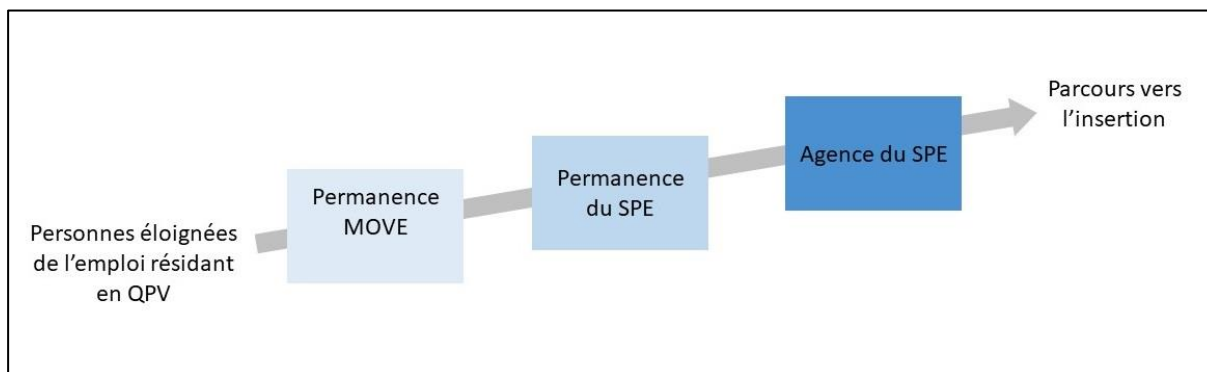 Personnes éloignées
de l'emploi résidant
en QPV
Permanence
MOVE
Permanence
du SPE
Agence du SPE
Parcours vers
l'insertion